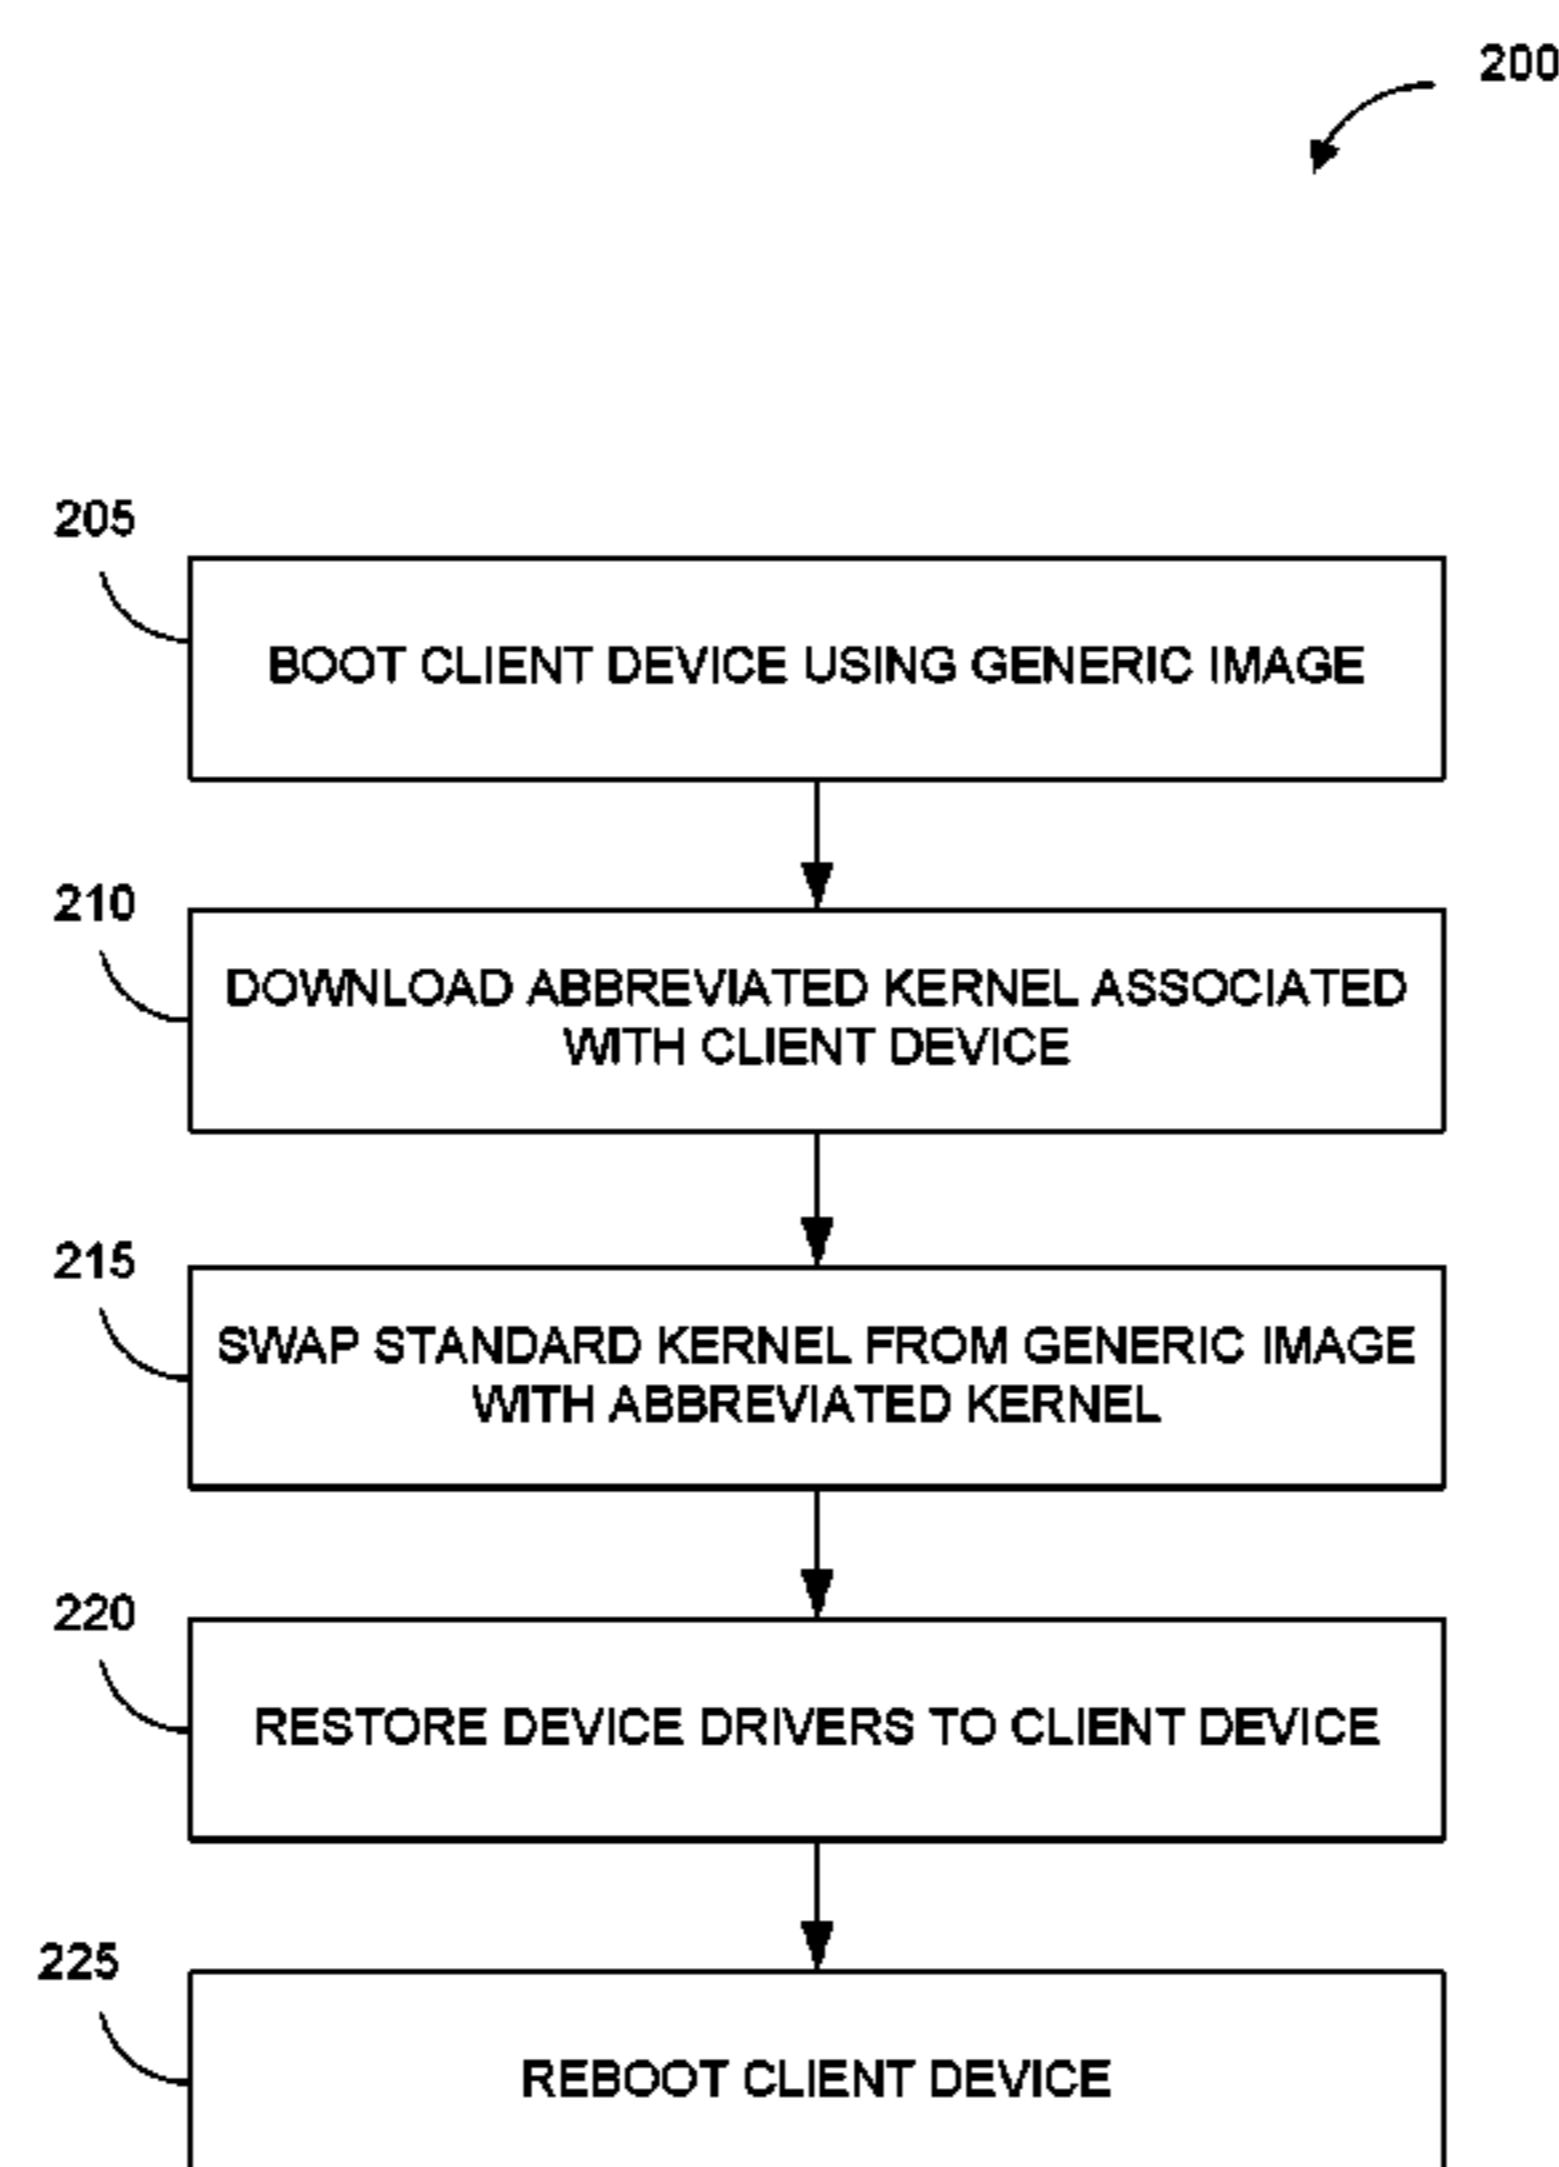 200
205
BOOT CLIENT DEVICE USING GENERIC IMAGE
210
DOWNLOAD ABBREVIATED KERNEL ASSOCIATED
WITH CLIENT DEVICE
215
SWAP STANDARD KERNEL FROM GENERIC IMAGE
WITH ABBREVIATED KERNEL
220
RESTORE DEVICE DRIVERS TO CLIENT DEVICE
225
REBOOT CLIENT DEVICE